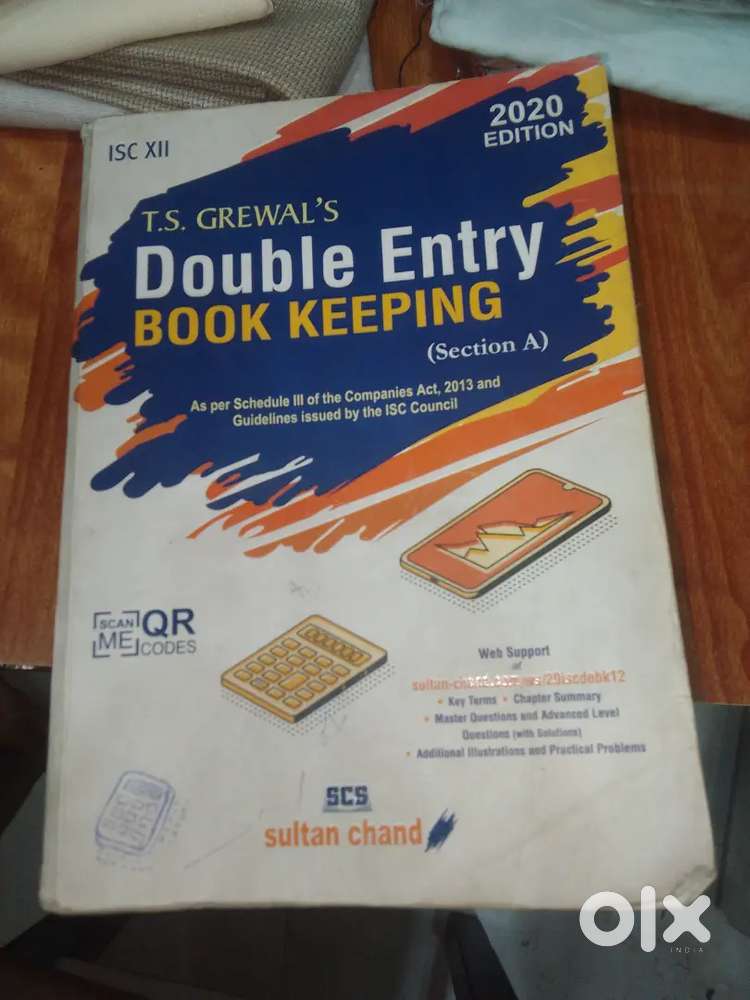 ISC XII
2020
EDITION
T.S. GREWAL'S
Double Entry
BOOK KEEPING
(Section A)
As per Schedule III of the Companies Act, 2013 and
Guidelines issued by the ISC Council
SCAN
ME
QR
CODES
Web Support
at
Key Terms • Chapter Summary
• Master Questions and Advanced Level
Questions (with Solutions)
• Additional Illustrations and Practical Problems
SCS
sultan chand
olx
INDIA